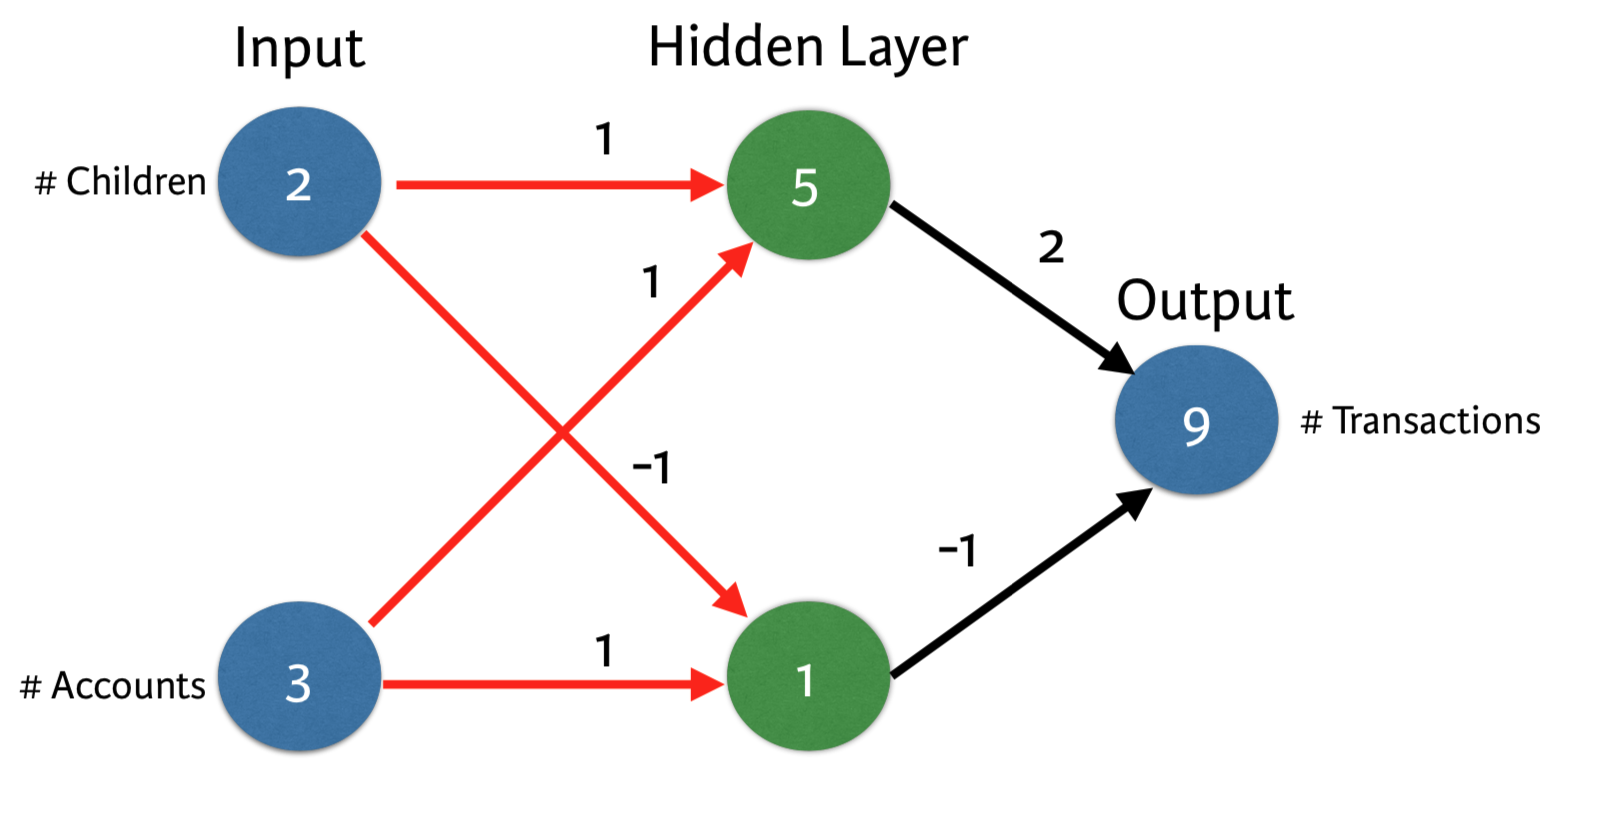 Input
Hidden Layer
1
# Children
2
5
2
1
Output
9
# Transactions
-1
-1
1
# Accounts
3
1